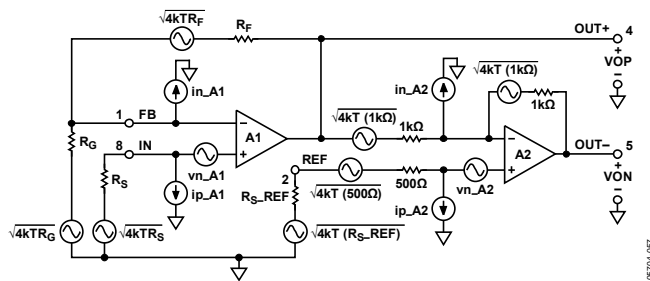 √4kTRF
RF
OUT+
4
+
VOP
–
in_A1
in_A2
√4kT (1kΩ)
1kΩ
√4kT (1kΩ)
1kΩ
1
FB
–
A1
+
RG
8
IN
vn_A1
RS
ip_A1
REF
2
√4kT (500Ω)
500Ω
vn_A2
–
A2
+
OUT–
5
+
VON
–
RS_REF
ip_A2
√4kTRG
√4kTRS
√4kT (RS_REF)